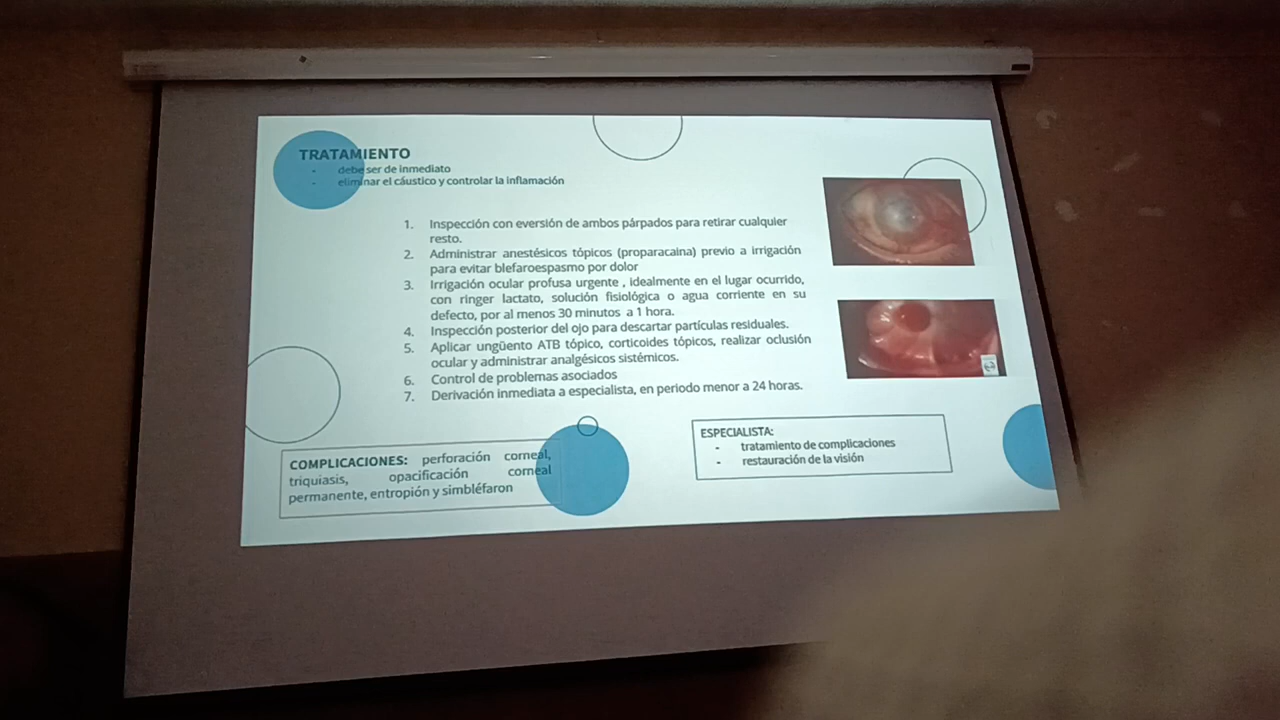 TRATAMIENTO
- debe ser de inmediato
- eliminar el cáustico y controlar la inflamación
1. Inspección con eversión de ambos párpados para retirar cualquier
resto.
2. Administrar anestésicos tópicos (proparacaina) previo a irrigación
para evitar blefaroespasmo por dolor
3. Irrigación ocular profusa urgente , idealmente en el lugar ocurrido,
con ringer lactato, solución fisiológica o agua corriente en su
defecto, por al menos 30 minutos a 1 hora.
4. Inspección posterior del ojo para descartar partículas residuales.
5. Aplicar ungüento ATB tópico, corticoides tópicos, realizar oclusión
ocular y administrar analgésicos sistémicos.
6. Control de problemas asociados
7. Derivación inmediata a especialista, en periodo menor a 24 horas.
COMPLICACIONES: perforación corneal,
triquiasis, opacificación corneal
permanente, entropión y simbléfaron
ESPECIALISTA:
- tratamiento de complicaciones
- restauración de la visión